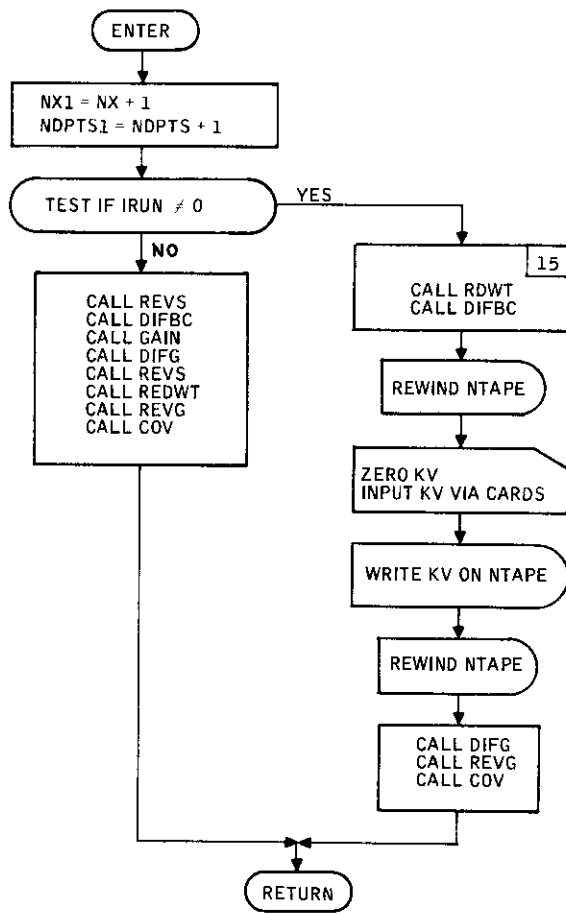 ENTER
NX1 = NX + 1
NDPTS1 = NDPTS + 1
TEST IF IRUN ≠ 0
YES
NO
CALL REVS
CALL DIFBC
CALL GAIN
CALL DIFG
CALL REVS
CALL REDWT
CALL REVG
CALL COV
15
CALL RDWT
CALL DIFBC
REWIND NTAPE
ZERO KV
INPUT KV VIA CARDS
WRITE KV ON NTAPE
REWIND NTAPE
CALL DIFG
CALL REVG
CALL COV
RETURN